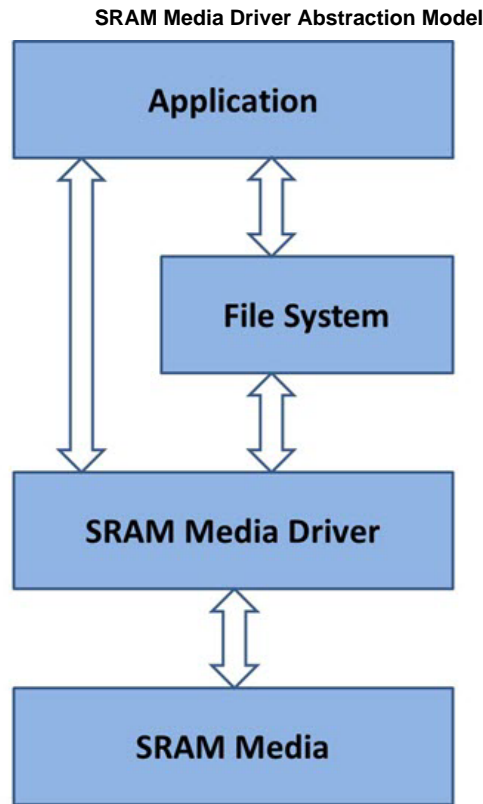 SRAM Media Driver Abstraction Model
Application
File System
SRAM Media Driver
SRAM Media